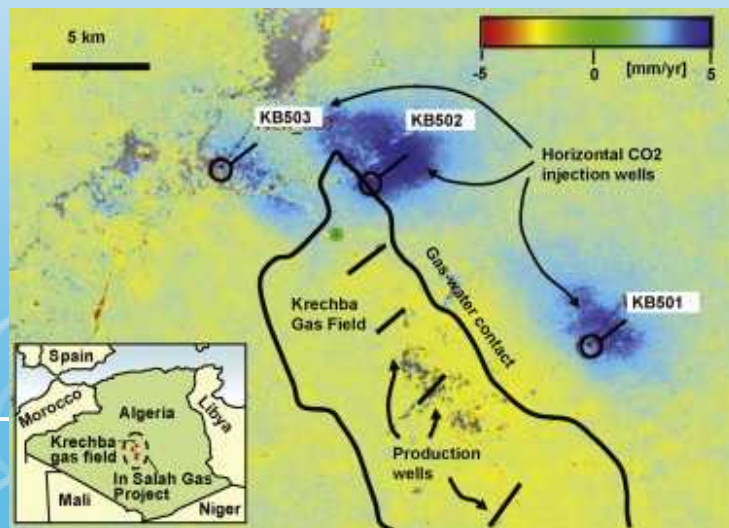 5 km
-5
0
5
[mm/yr]
KB503
KB502
Horizontal CO2
injection wells
Krechba
Gas Field
Gas-water contact
KB501
Production
wells
Spain
Morocco
Algeria
Libya
Krechba
gas field
In Salah Gas
Project
Mali
Niger